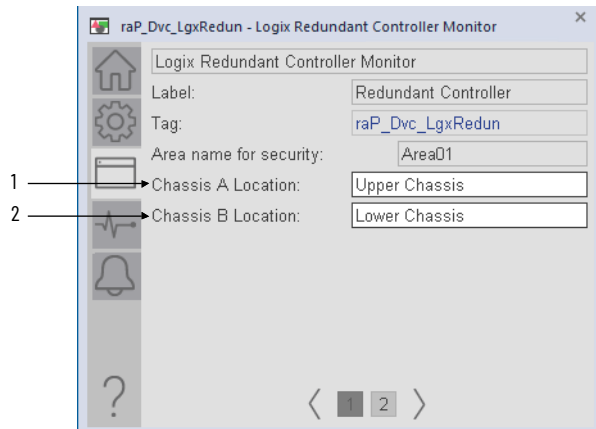 raP_Dvc_LgxRedun - Logix Redundant Controller Monitor ×
Logix Redundant Controller Monitor
Label: Redundant Controller
Tag: raP_Dvc_LgxRedun
Area name for security: Area01
1 Chassis A Location: Upper Chassis
2 Chassis B Location: Lower Chassis
? 1 2